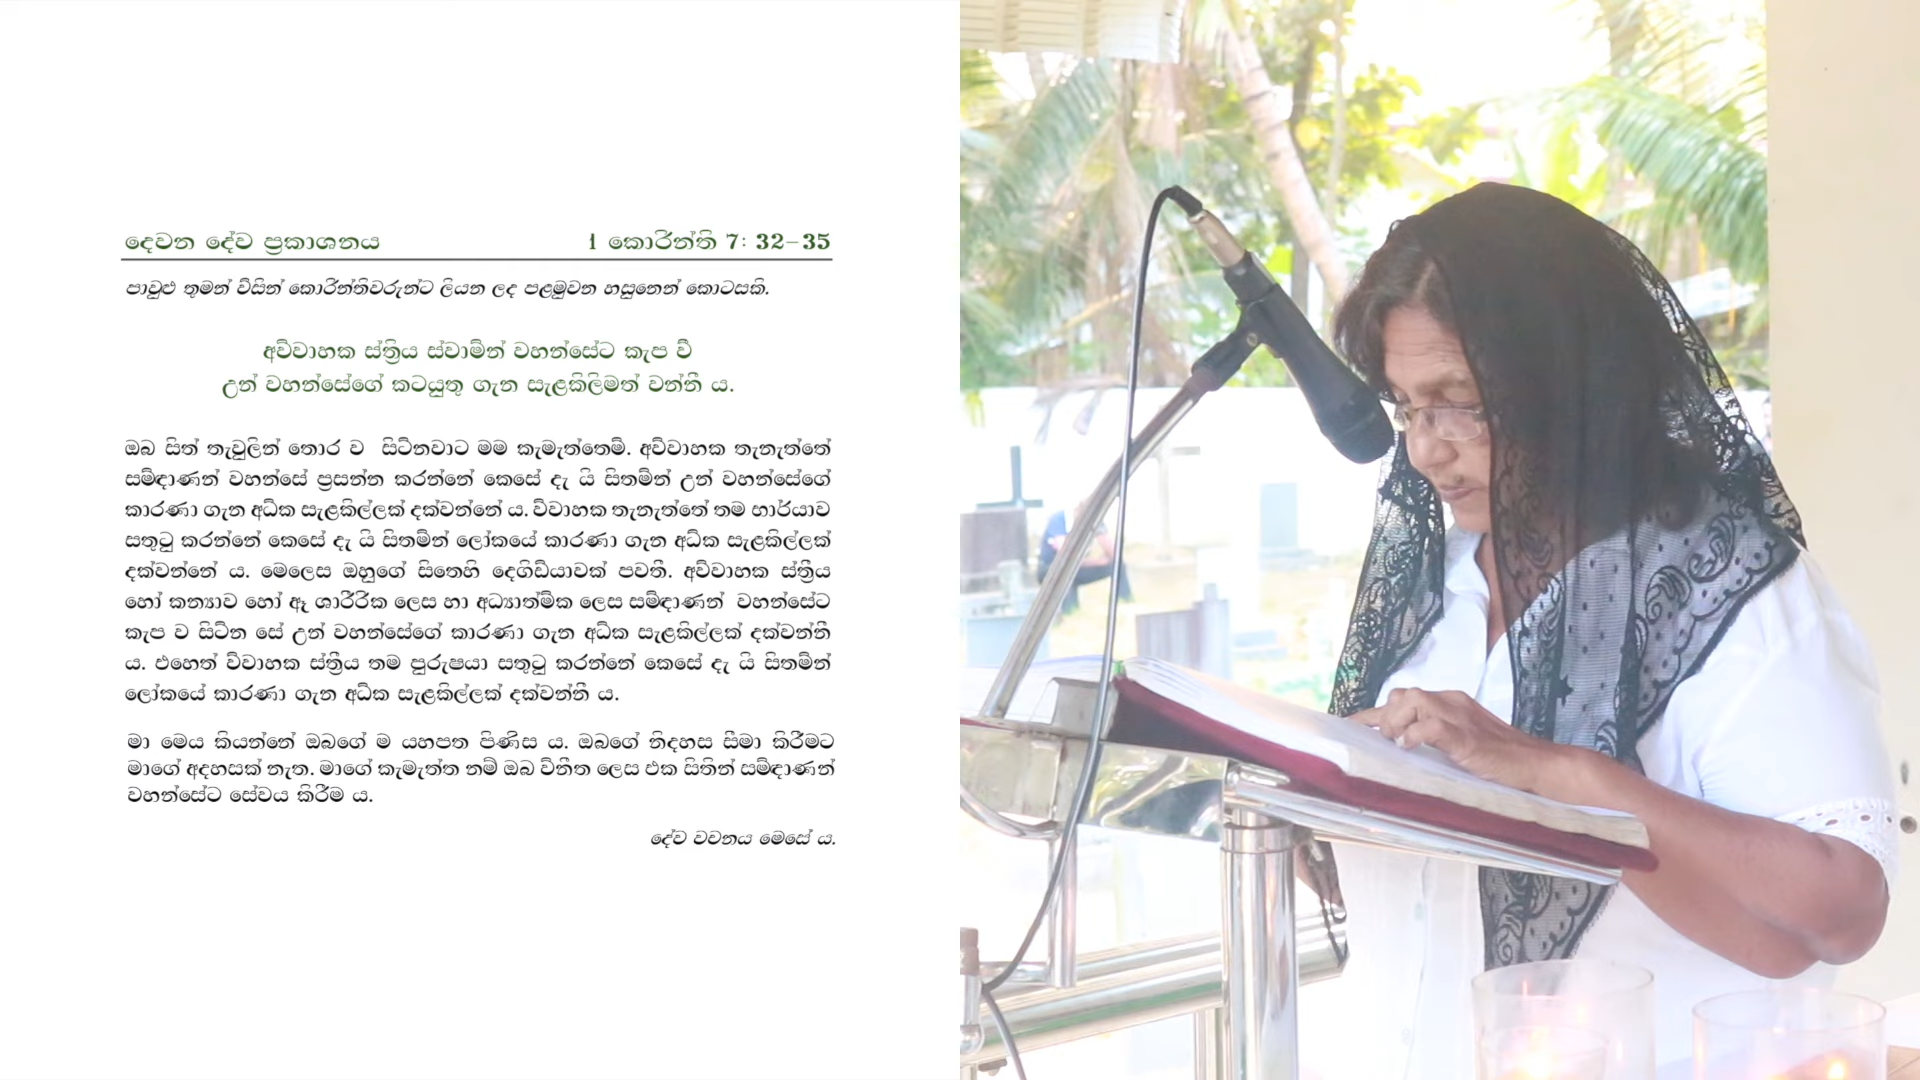 දෙවන දේව ප්‍රකාශනය 1 කොරින්ති 7: 32-35
පාවුළු තුමන් විසින් කොරින්තිවරුන්ට ලියන ලද පළමුවන හසුනෙන් කොටසකි.
අවිවාහක ස්ත්‍රිය ස්වාමින් වහන්සේට කැප වී
උන් වහන්සේගේ කටයුතු ගැන සැළකිලිමත් වන්නී ය.
ඔබ සිත් තැවුලින් තොර ව සිටිනවාට මම කැමැත්තෙමි. අවිවාහක තැනැත්තේ
සමිඳාණන් වහන්සේ ප්‍රසන්න කරන්නේ කෙසේ දැ යි සිතමින් උන් වහන්සේගේ
කාරණා ගැන අධික සැළකිල්ලක් දක්වන්නේ ය. විවාහක තැනැත්තේ තම භාර්යාව
සතුටු කරන්නේ කෙසේ දැ යි සිතමින් ලෝකයේ කාරණා ගැන අධික සැළකිල්ලක්
දක්වන්නේ ය. මෙලෙස ඔහුගේ සිතෙහි දෙගිඩියාවක් පවතී. අවිවාහක ස්ත්‍රීය
හෝ කන්‍යාව හෝ ඈ ශාරීරික ලෙස හා අධ්‍යාත්මික ලෙස සමිඳාණන් වහන්සේට
කැප ව සිටින සේ උන් වහන්සේගේ කාරණා ගැන අධික සැළකිල්ලක් දක්වන්නී
ය. එහෙත් විවාහක ස්ත්‍රීය තම පුරුෂයා සතුටු කරන්නේ කෙසේ දැ යි සිතමින්
ලෝකයේ කාරණා ගැන අධික සැළකිල්ලක් දක්වන්නී ය.
මා මෙය කියන්නේ ඔබගේ ම යහපත පිණිස ය. ඔබගේ නිදහස සීමා කිරීමට
මාගේ අදහසක් නැත. මාගේ කැමැත්ත නම් ඔබ විනීත ලෙස එක සිතින් සමිඳාණන්
වහන්සේට සේවය කිරීම ය.
දේව වචනය මෙසේ ය.